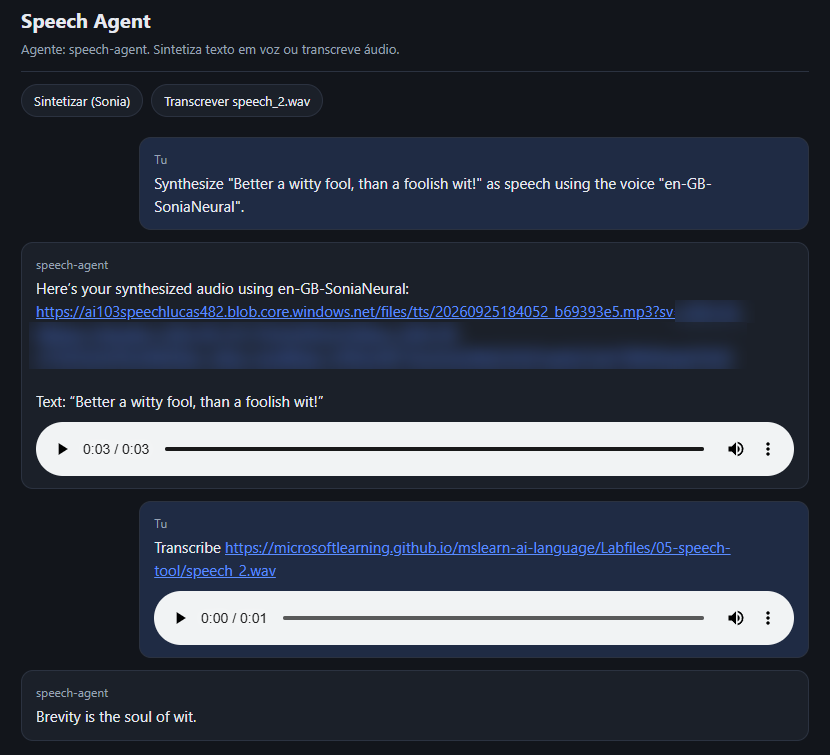 Speech Agent
Agente: speech-agent. Sintetiza texto em voz ou transcreve áudio.
Sintetizar (Sonia)
Transcrever speech_2.wav
Tu
Synthesize "Better a witty fool, than a foolish wit!" as speech using the voice "en-GB-
SoniaNeural".
speech-agent
Here’s your synthesized audio using en-GB-SoniaNeural:
https://ai103speechlucas482.blob.core.windows.net/files/tts/20260925184052_b69393e5.mp3?sv
Text: “Better a witty fool, than a foolish wit!”
0:03 / 0:03
Tu
Transcribe https://microsoftlearning.github.io/mslearn-ai-language/Labfiles/05-speech-
tool/speech_2.wav
0:00 / 0:01
speech-agent
Brevity is the soul of wit.